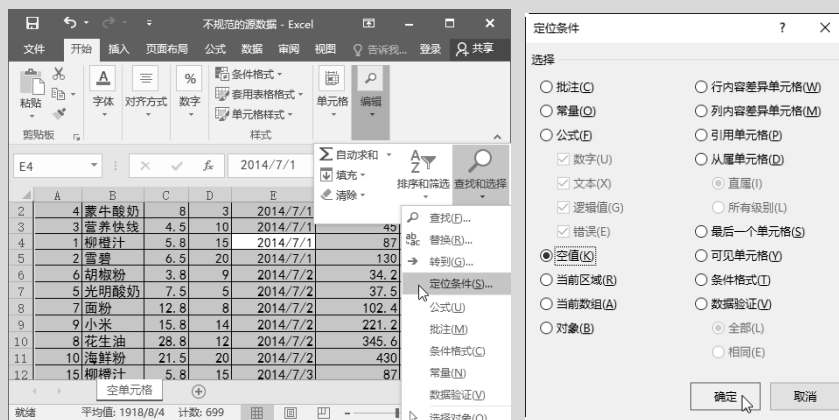 不规范的源数据 - Excel
文件 开始 插入 页面布局 公式 数据 审阅 视图 告诉我... 登录 共享
粘贴 字体 对齐方式 数字 条件格式 套用表格格式 单元格样式 单元格 编辑
剪贴板 样式
E4 fx 2014/7/1
自动求和 填充 清除 排序和筛选 查找和选择
A B C D E
2 4 蒙牛酸奶 8 3 2014/7/1
3 3 营养快线 4.5 10 2014/7/1 45
4 1 柳橙汁 5.8 15 2014/7/1 87
5 2 雪碧 6.5 20 2014/7/1 130
6 6 胡椒粉 3.8 9 2014/7/2 34.2
7 5 光明酸奶 7.5 5 2014/7/2 37.5
8 7 面粉 12.8 8 2014/7/2 102.4
9 9 小米 15.8 14 2014/7/2 221.2
10 8 花生油 28.8 12 2014/7/2 345.6
11 10 海鲜粉 21.5 20 2014/7/2 430
12 15 柳橙汁 5.8 15 2014/7/3 87
查找(F)...
替换(R)...
转到(G)...
定位条件(S)...
公式(U)
批注(M)
条件格式(C)
常量(N)
数据验证(V)
选择对象(O)
空单元格
就绪 平均值: 1918/8/4 计数: 699
定位条件 ? ×
选择
批注(C)
常量(O)
公式(F)
数字(U)
文本(X)
逻辑值(G)
错误(E)
空值(K)
当前区域(R)
当前数组(A)
对象(B)
行内容差异单元格(W)
列内容差异单元格(M)
引用单元格(P)
从属单元格(D)
直属(I)
所有级别(L)
最后一个单元格(S)
可见单元格(Y)
条件格式(T)
数据验证(V)
全部(L)
相同(E)
确定 取消